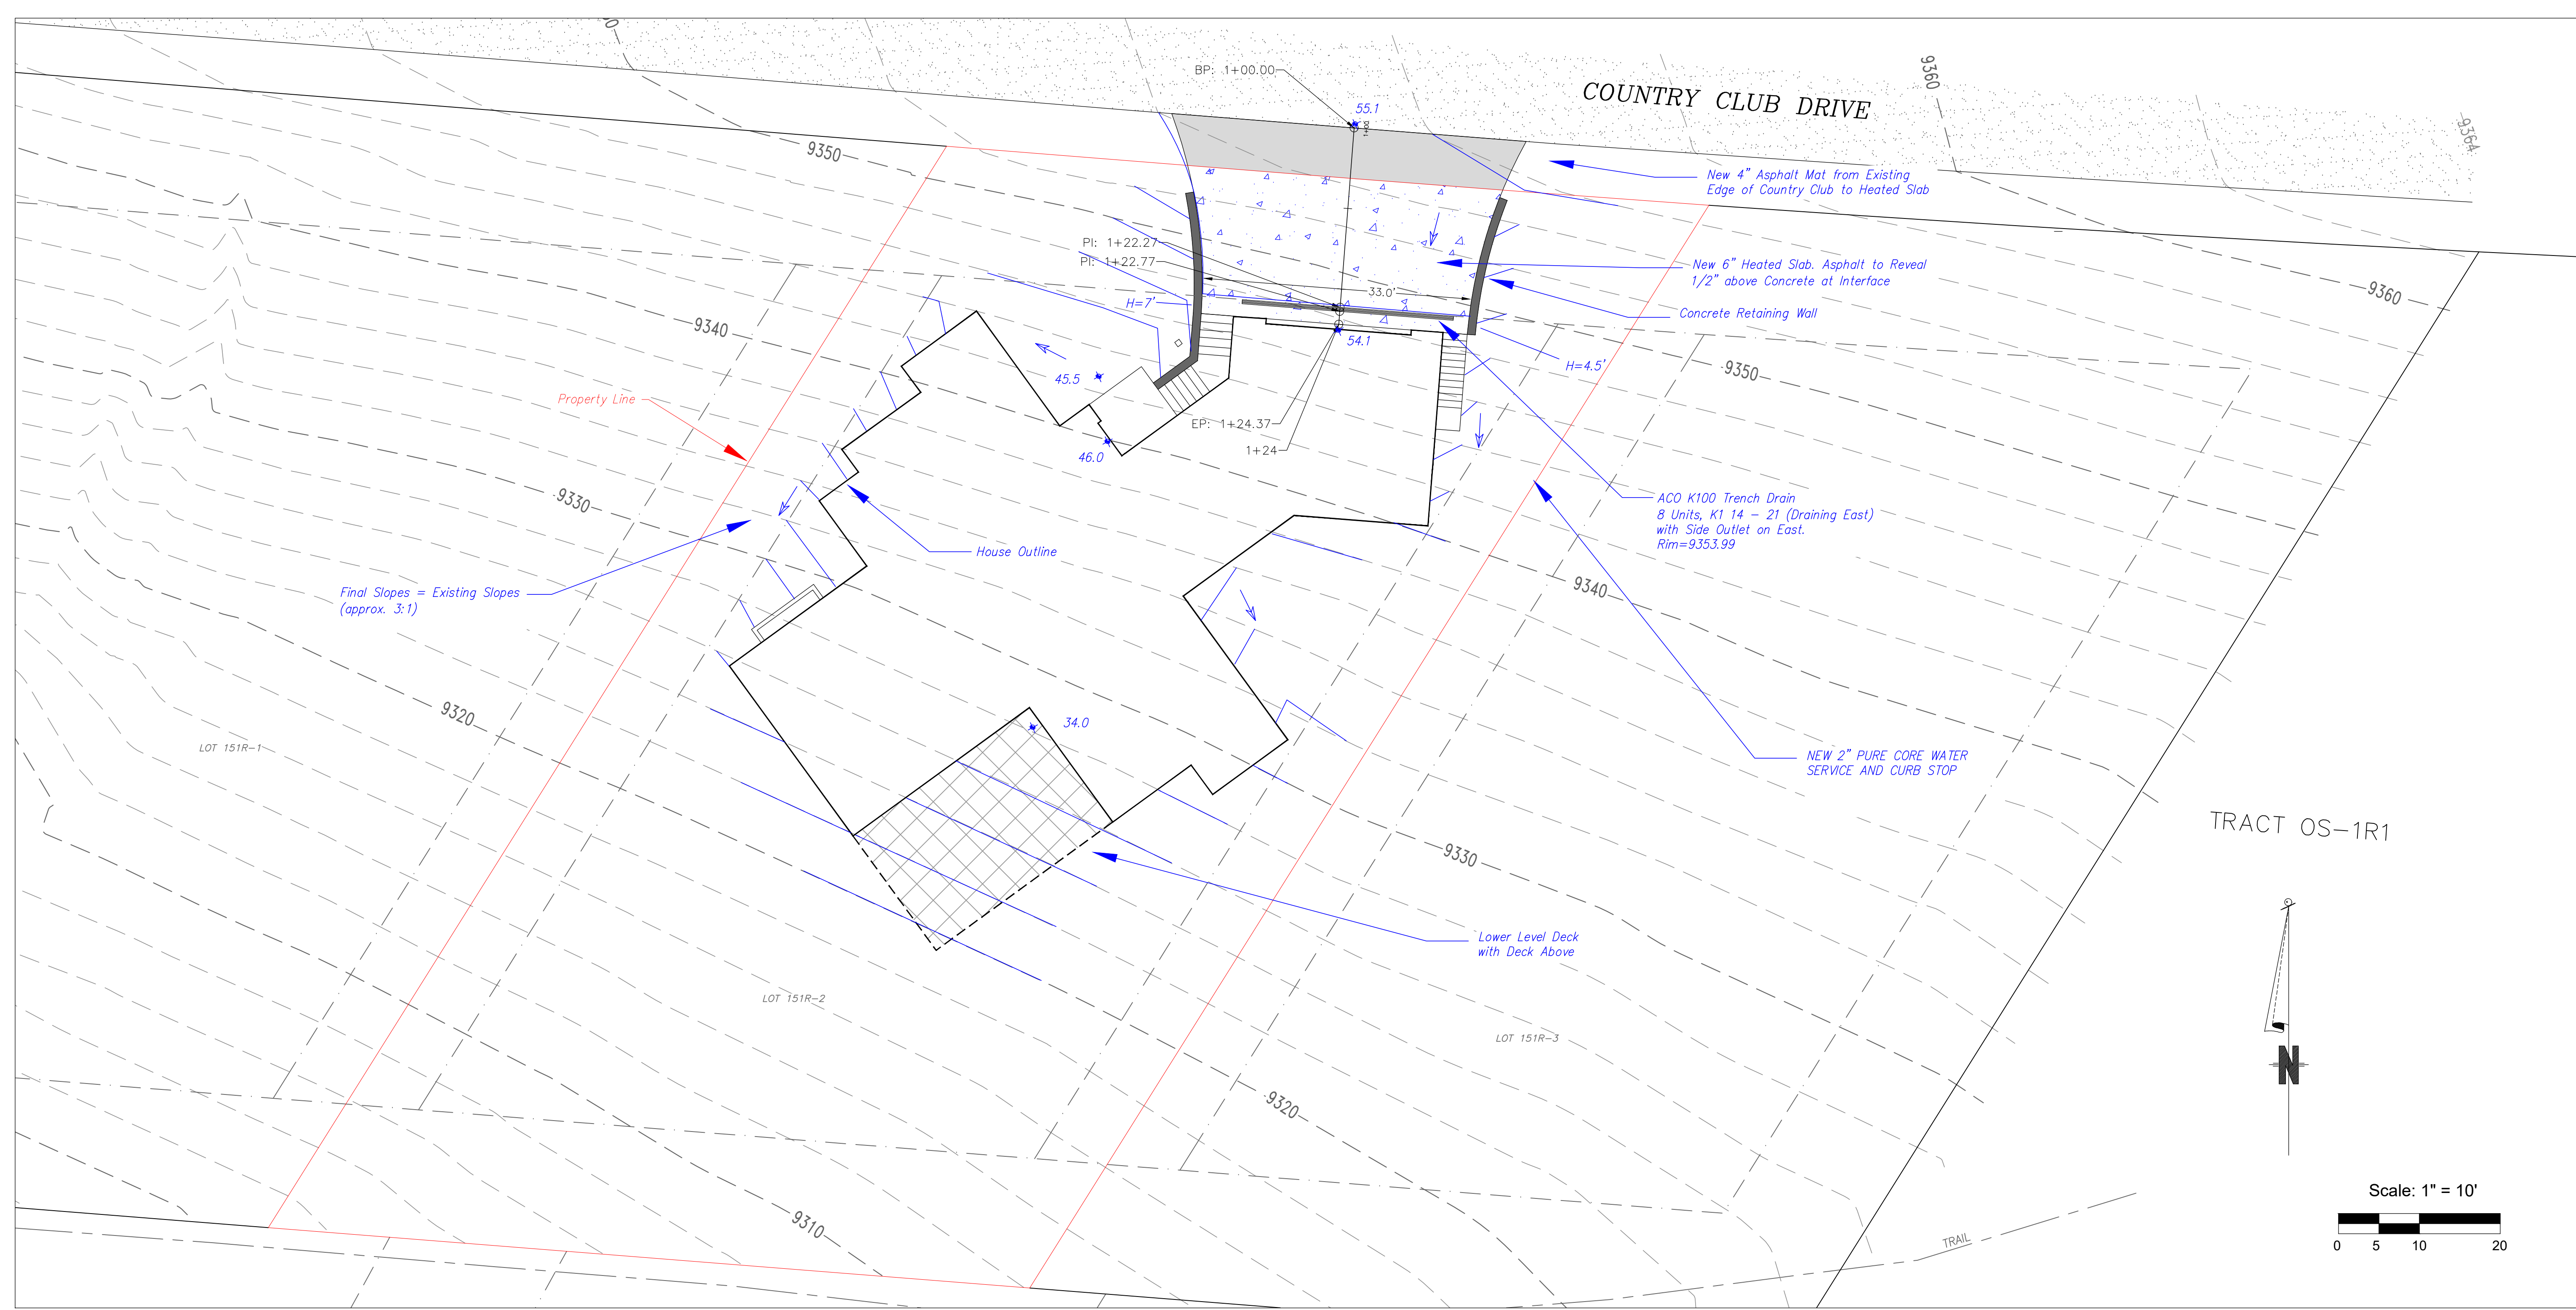 BP: 1+00.00
55.1
COUNTRY CLUB DRIVE
9360
9364
9350
New 4" Asphalt Mat from Existing
Edge of Country Club to Heated Slab
PI: 1+22.27
PI: 1+22.77
New 6" Heated Slab. Asphalt to Reveal
1/2" above Concrete at Interface
33.0'
H=7'
9360
9340
Concrete Retaining Wall
54.1
45.5
H=4.5'
9350
Property Line
EP: 1+24.37
1+24
46.0
9330
ACO K100 Trench Drain
8 Units, K1 14 - 21 (Draining East)
with Side Outlet on East.
Rim=9353.99
House Outline
Final Slopes = Existing Slopes
(approx. 3:1)
9340
9320
34.0
LOT 151R-1
NEW 2" PURE CORE WATER
SERVICE AND CURB STOP
TRACT OS-1R1
9330
Lower Level Deck
with Deck Above
LOT 151R-2
LOT 151R-3
N
9320
Scale: 1" = 10'
9310
TRAIL
0 5 10 20